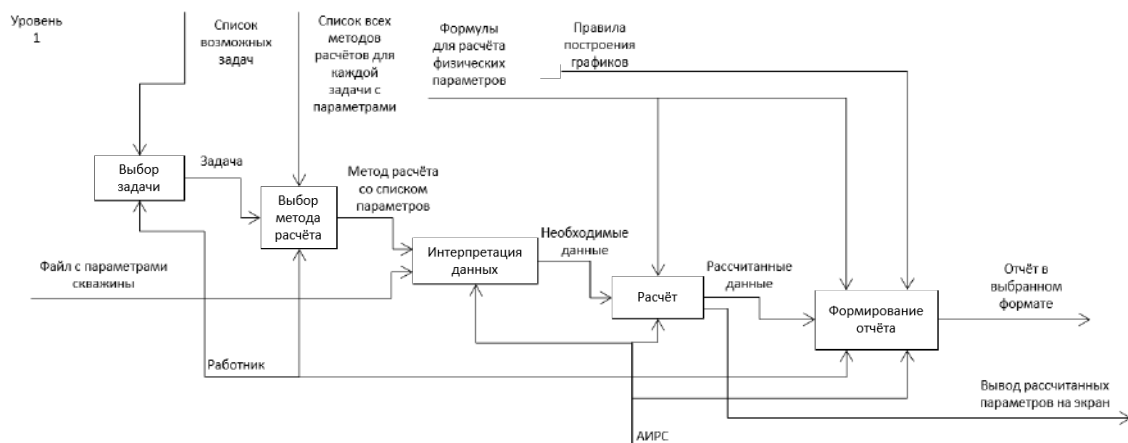 Уровень
1
Список
возможных
задач
Список всех
методов
расчётов для
каждой
задачи с
параметрами
Формулы
для расчёта
физических
параметров
Правила
построения
графиков
Выбор
задачи
Задача
Выбор
метода
расчёта
Метод расчёта
со списком
параметров
Интерпретация
данных
Необходимые
данные
Файл с параметрами
скважины
Расчёт
Рассчитанные
данные
Формирование
отчёта
Отчёт в
выбранном
формате
Работник
Вывод рассчитанных
параметров на экран
АИРС